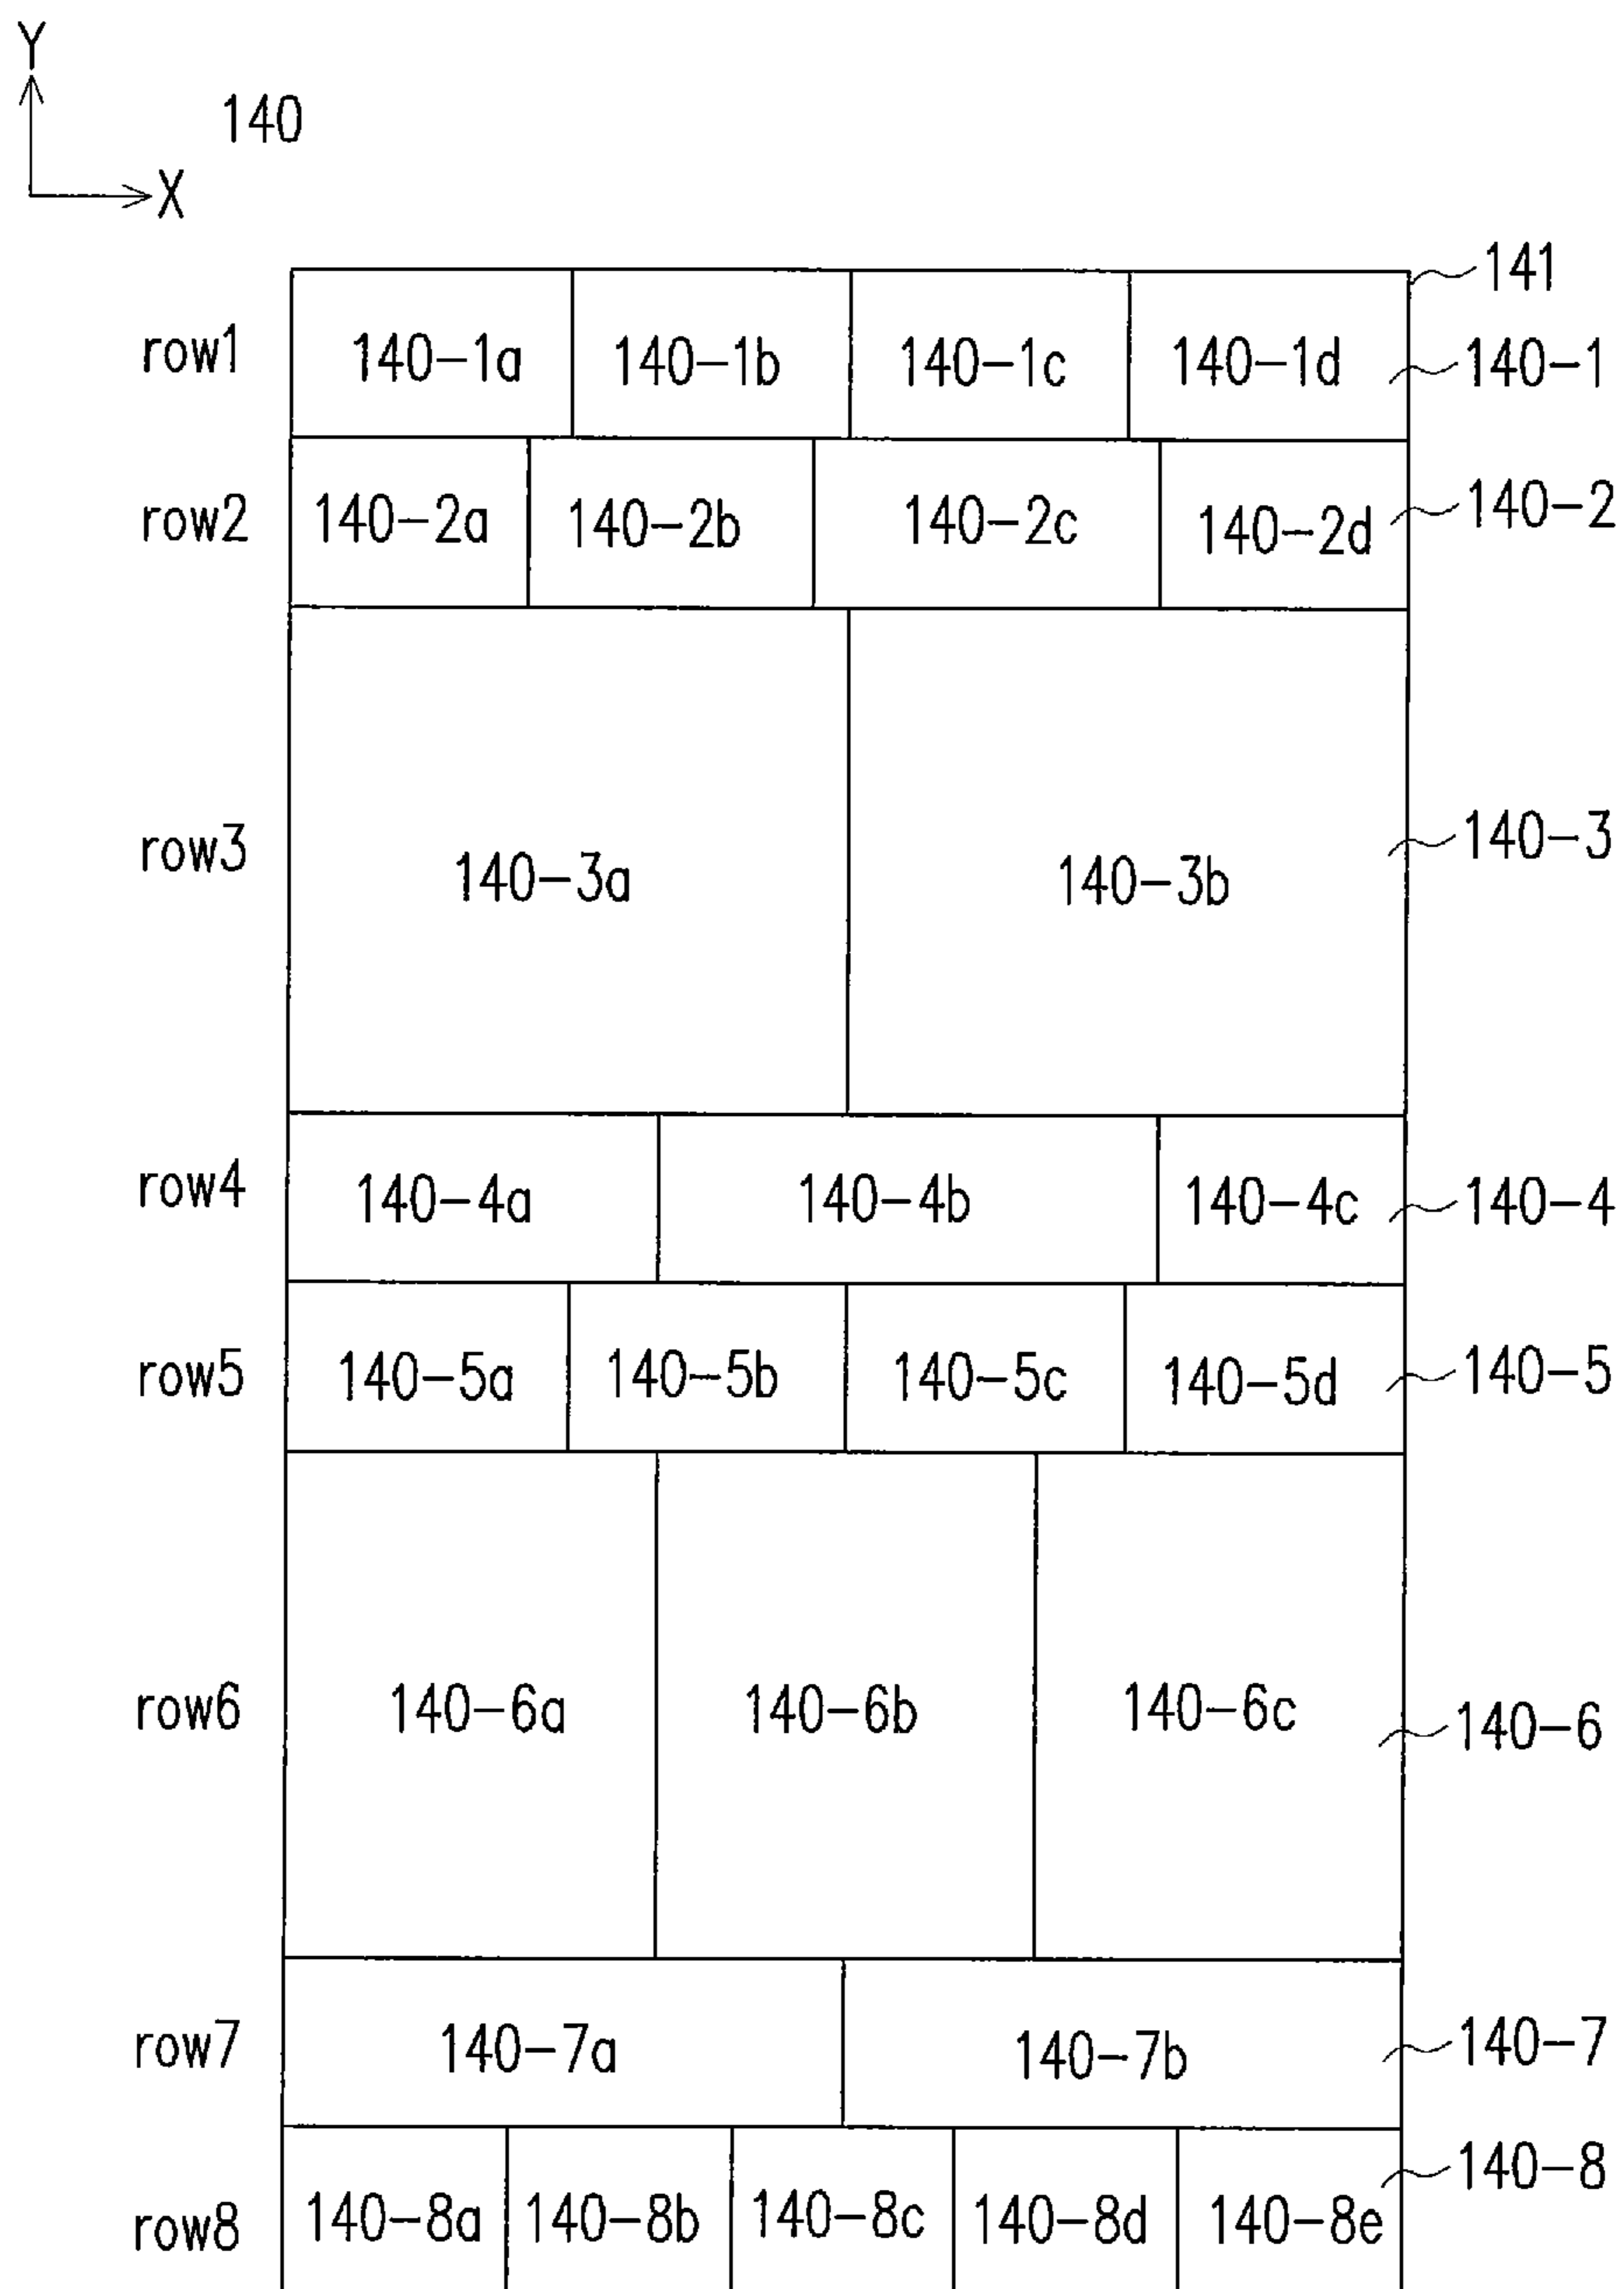 Y
140
X
141
row1 140-1a 140-1b 140-1c 140-1d 140-1
row2 140-2a 140-2b 140-2c 140-2d 140-2
row3 140-3a 140-3b 140-3
row4 140-4a 140-4b 140-4c 140-4
row5 140-5a 140-5b 140-5c 140-5d 140-5
row6 140-6a 140-6b 140-6c 140-6
row7 140-7a 140-7b 140-7
row8 140-8a 140-8b 140-8c 140-8d 140-8e 140-8